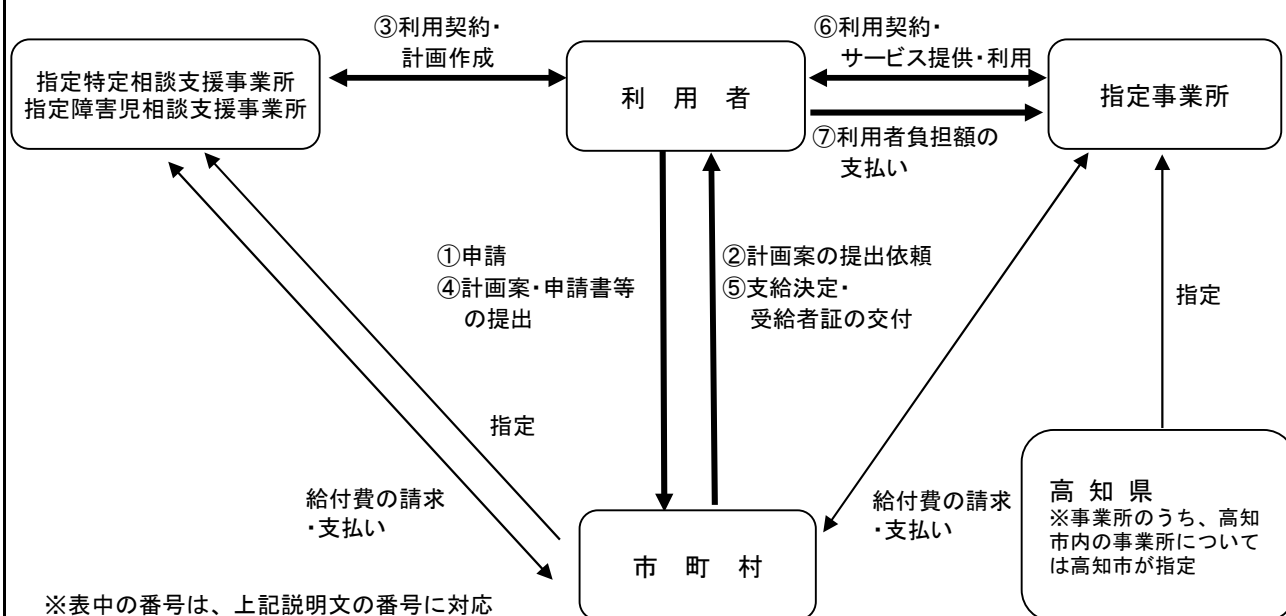 ③利用契約・
計画作成
⑥利用契約・
サービス提供・利用
指定特定相談支援事業所
指定障害児相談支援事業所
利 用 者
指定事業所
⑦利用者負担額の
支払い
①申請
④計画案・申請書等
の提出
②計画案の提出依頼
⑤支給決定・
受給者証の交付
指定
指定
給付費の請求
・支払い
給付費の請求
・支払い
高 知 県
※事業所のうち、高知
市内の事業所について
は高知市が指定
市 町 村
※表中の番号は、上記説明文の番号に対応